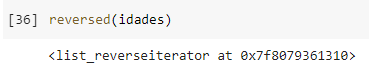 [36] reversed(idades)
<list_reverseiterator at 0x7f8079361310>